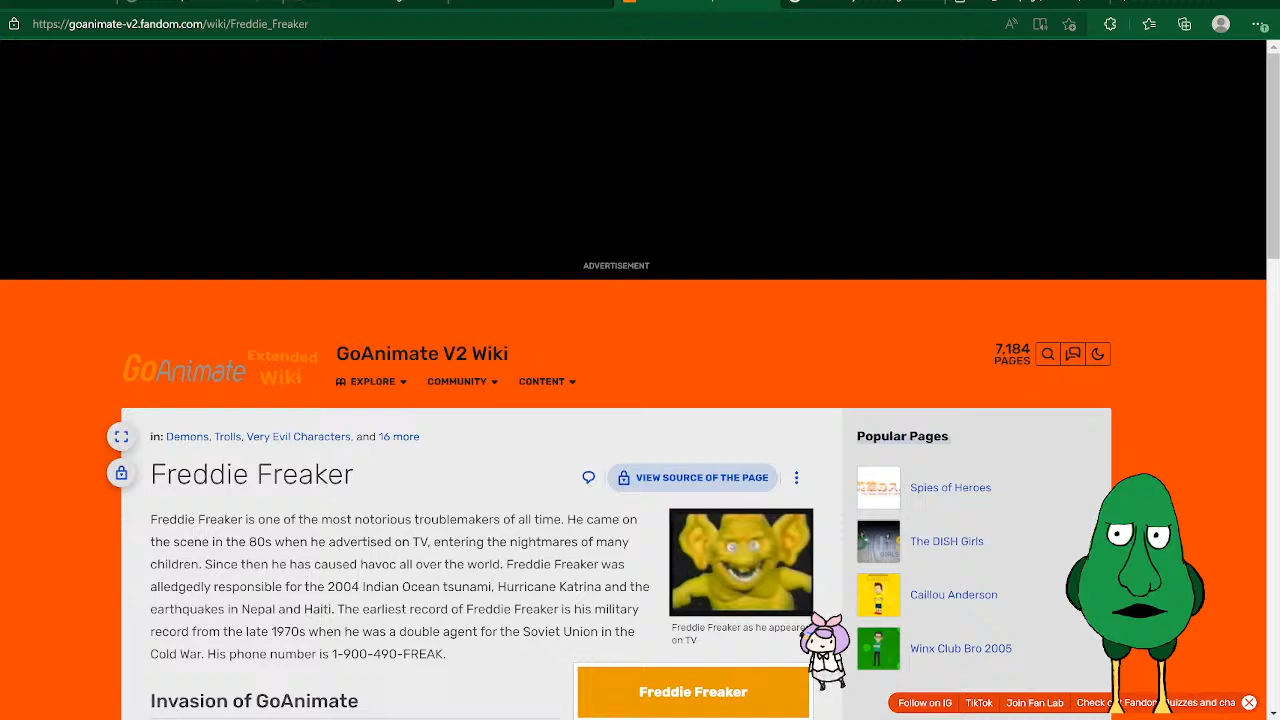 https://goanimate-v2.fandom.com/wiki/Freddie_Freaker
ADVERTISEMENT
GoAnimate Extended Wiki
GoAnimate V2 Wiki
7,184 PAGES
EXPLORE COMMUNITY CONTENT
in: Demons, Trolls, Very Evil Characters, and 16 more
Popular Pages
Freddie Freaker
VIEW SOURCE OF THE PAGE
Freddie Freaker is one of the most notorious troublemakers of all time. He came on
the scene in the 80s when he advertised on TV, entering the nightmares of many
children. Since then he has caused havoc all over the world. Freddie Freaker was
allegedly responsible for the 2004 Indian Ocean tsunami, Hurricane Katrina and the
earthquakes in Nepal and Haiti. The earliest record of Freddie Freaker is his military
record from the late 1970s when he was a double agent for the Soviet Union in the
Cold War. His phone number is 1-900-490-FREAK.
Freddie Freaker as he appeare
on TV
Spies of Heroes
The DISH Girls
Caillou Anderson
Winx Club Bro 2005
Invasion of GoAnimate
Freddie Freaker
Follow on IG TikTok Join Fan Lab Check Fandom Quizzes and cha